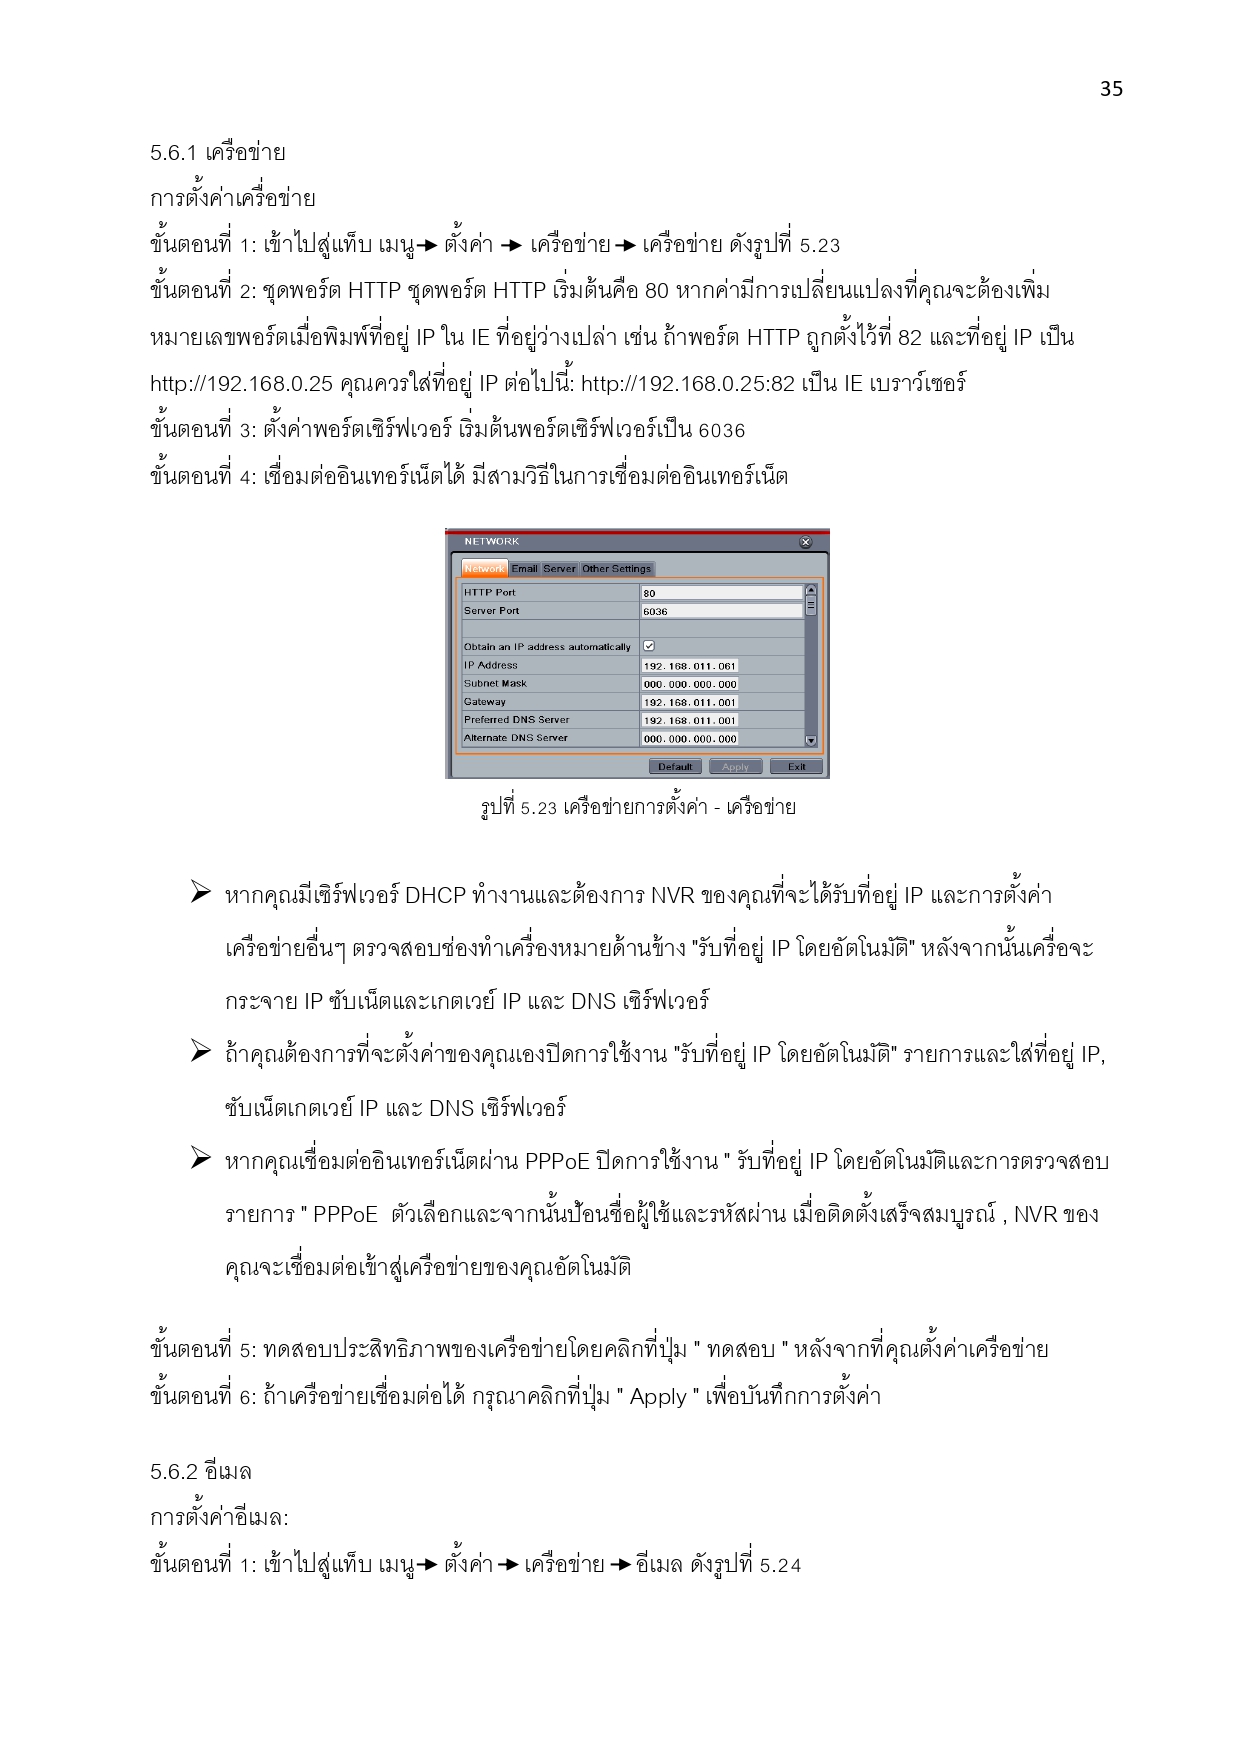 35
5.6.1 เครือข่าย
การตั้งค่าเครื่อข่าย
ขั้นตอนที่ 1: เข้าไปสู่แท็บ เมนู→ ตั้งค่า → เครือข่าย→ เครือข่าย ดังรูปที่ 5.23
ขั้นตอนที่ 2: ชุดพอร์ต HTTP ชุดพอร์ต HTTP เริ่มต้นคือ 80 หากค่ามีการเปลี่ยนแปลงที่คุณจะต้องเพิ่ม
หมายเลขพอร์ตเมื่อพิมพ์ที่อยู่ IP ใน IE ที่อยู่ว่างเปล่า เช่น ถ้าพอร์ต HTTP ถูกตั้งไว้ที่ 82 และที่อยู่ IP เป็น
http://192.168.0.25 คุณควรใส่ที่อยู่ IP ต่อไปนี้: http://192.168.0.25:82 เป็น IE เบราว์เซอร์
ขั้นตอนที่ 3: ตั้งค่าพอร์ตเซิร์ฟเวอร์ เริ่มต้นพอร์ตเซิร์ฟเวอร์เป็น 6036
ขั้นตอนที่ 4: เชื่อมต่ออินเทอร์เน็ตได้ มีสามวิธีในการเชื่อมต่ออินเทอร์เน็ต
NETWORK
Network Email Server Other Settings
HTTP Port 80
Server Port 6036
Obtain an IP address automatically
IP Address 192.168.011.061
Subnet Mask 000.000.000.000
Gateway 192.168.011.001
Preferred DNS Server 192.168.011.001
Alternate DNS Server 000.000.000.000
Default Apply Exit
รูปที่ 5.23 เครือข่ายการตั้งค่า - เครือข่าย
➢ หากคุณมีเซิร์ฟเวอร์ DHCP ทำงานและต้องการ NVR ของคุณที่จะได้รับที่อยู่ IP และการตั้งค่า
เครือข่ายอื่นๆ ตรวจสอบช่องทำเครื่องหมายด้านข้าง "รับที่อยู่ IP โดยอัตโนมัติ" หลังจากนั้นเครื่อจะ
กระจาย IP ซับเน็ตและเกตเวย์ IP และ DNS เซิร์ฟเวอร์
➢ ถ้าคุณต้องการที่จะตั้งค่าของคุณเองปิดการใช้งาน "รับที่อยู่ IP โดยอัตโนมัติ" รายการและใส่ที่อยู่ IP,
ซับเน็ตเกตเวย์ IP และ DNS เซิร์ฟเวอร์
➢ หากคุณเชื่อมต่ออินเทอร์เน็ตผ่าน PPPoE ปิดการใช้งาน " รับที่อยู่ IP โดยอัตโนมัติและการตรวจสอบ
รายการ " PPPoE ตัวเลือกและจากนั้นป้อนชื่อผู้ใช้และรหัสผ่าน เมื่อติดตั้งเสร็จสมบูรณ์ , NVR ของ
คุณจะเชื่อมต่อเข้าสู่เครือข่ายของคุณอัตโนมัติ
ขั้นตอนที่ 5: ทดสอบประสิทธิภาพของเครือข่ายโดยคลิกที่ปุ่ม " ทดสอบ " หลังจากที่คุณตั้งค่าเครือข่าย
ขั้นตอนที่ 6: ถ้าเครือข่ายเชื่อมต่อได้ กรุณาคลิกที่ปุ่ม " Apply " เพื่อบันทึกการตั้งค่า
5.6.2 อีเมล
การตั้งค่าอีเมล:
ขั้นตอนที่ 1: เข้าไปสู่แท็บ เมนู→ ตั้งค่า→ เครือข่าย → อีเมล ดังรูปที่ 5.24